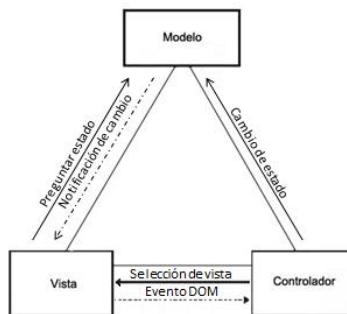 Modelo
Preguntar estado
Notificación de cambio
Cambio de estado
Vista
Selección de vista
Evento DOM
Controlador